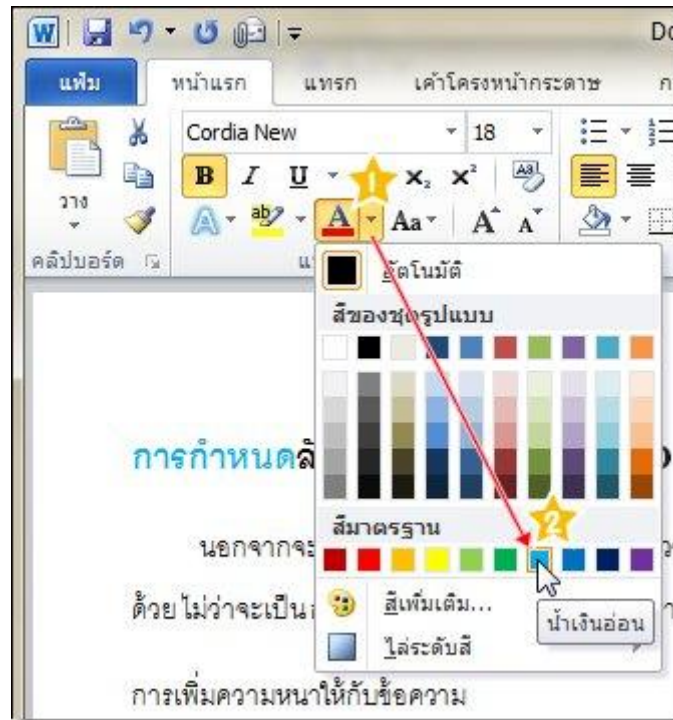 W Do
แฟ้ม หน้าแรก แทรก เค้าโครงหน้ากระดาษ
Cordia New 18
B I U x₂ x² Aa
วาง
ab A Aa A A
คลิปบอร์ด
1
อัตโนมัติ
สีของชุดรูปแบบ
การกำหนด
สีมาตรฐาน
2
นอกจากจะ
ด้วย ไม่ว่าจะเป็น
สีเพิ่มเติม...
น้ำเงินอ่อน
ไล่ระดับสี
การเพิ่มความหนาให้กับข้อความ